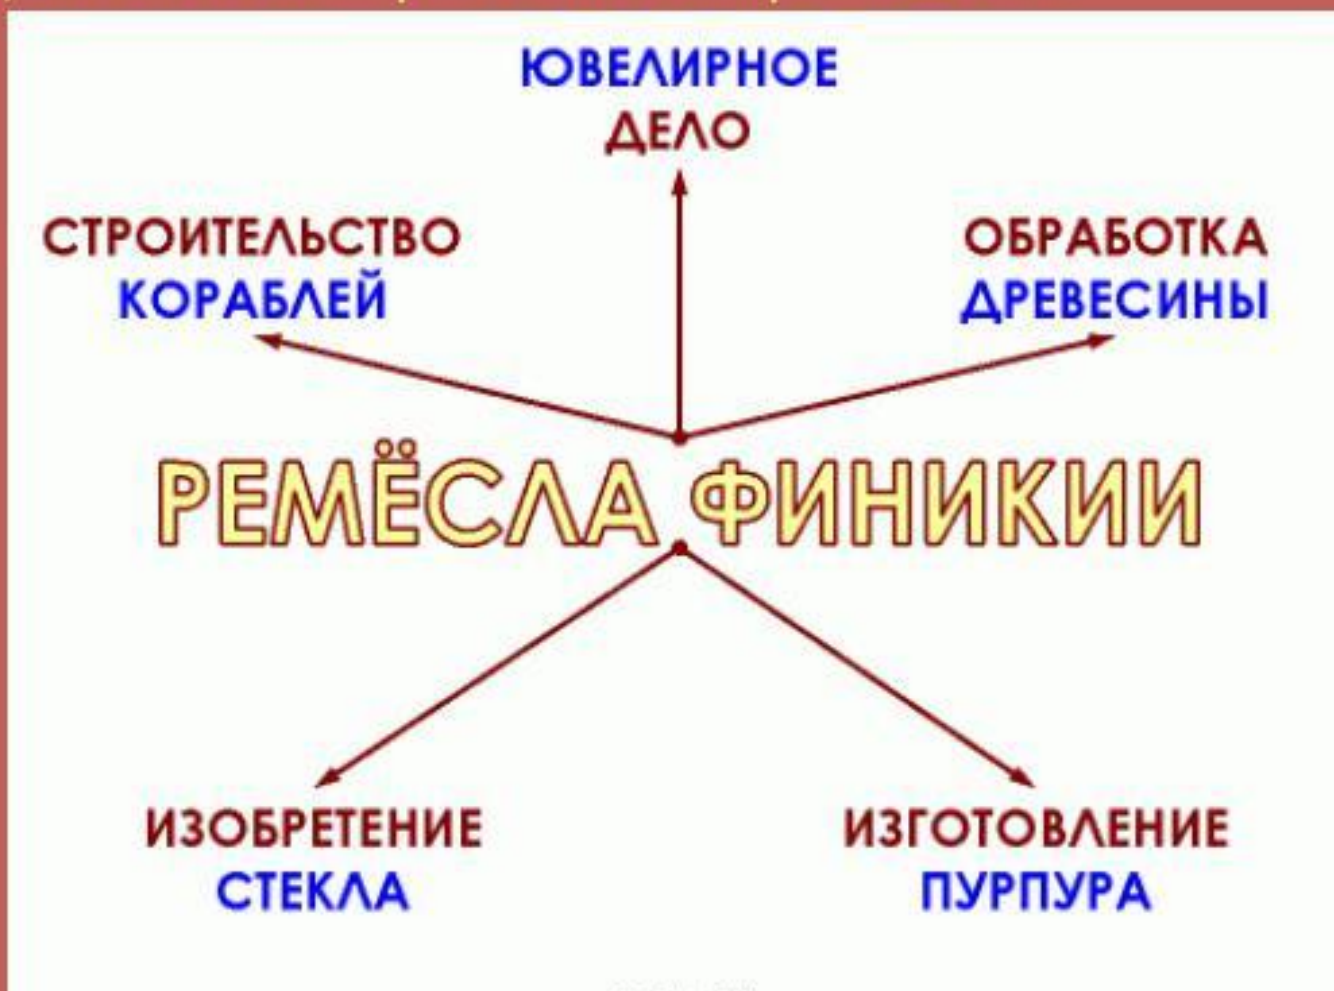 ЮВЕЛИРНОЕ
ДЕЛО
СТРОИТЕЛЬСТВО
КОРАБЛЕЙ
ОБРАБОТКА
ДРЕВЕСИНЫ
РЕМЁСЛА ФИНИКИИ
ИЗОБРЕТЕНИЕ
СТЕКЛА
ИЗГОТОВЛЕНИЕ
ПУРПУРА